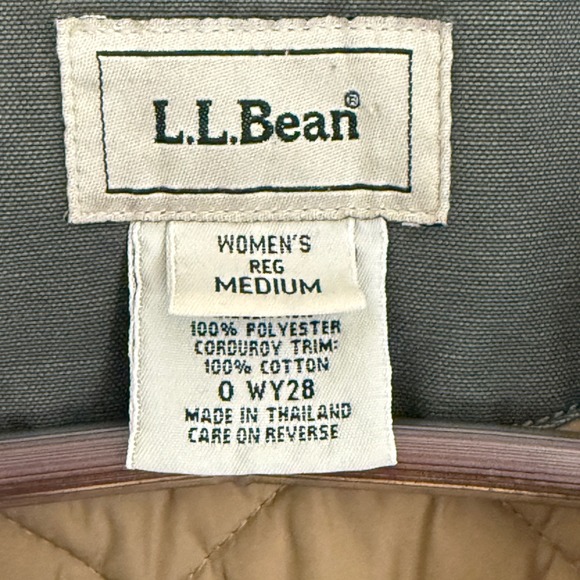 L.L.Bean®
WOMEN'S
REG
MEDIUM
100% POLYESTER
CORDUROY TRIM:
100% COTTON
0 WY28
MADE IN THAILAND
CARE ON REVERSE